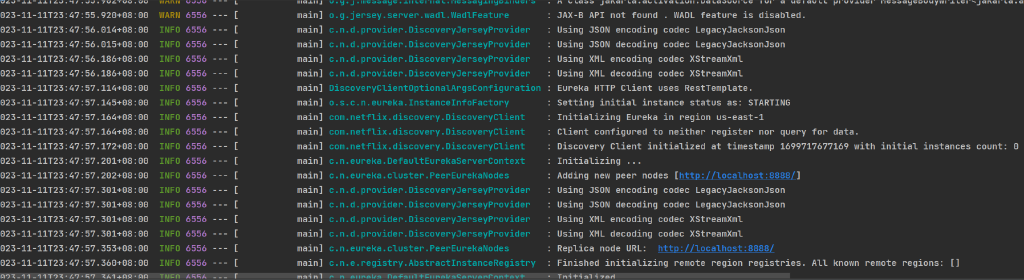 WARN 6556 --- [ main] o.g.j.message.internal.MessagingBinders : A class jakarta.activation.DataSource for a default provider MessageBodyWriter<jakarta.a
023-11-11T23:47:55.920+08:00 WARN 6556 --- [ main] o.g.jersey.server.wadl.WadlFeature : JAX-B API not found . WADL feature is disabled.
023-11-11T23:47:56.014+08:00 INFO 6556 --- [ main] c.n.d.provider.DiscoveryJerseyProvider : Using JSON encoding codec LegacyJacksonJson
023-11-11T23:47:56.015+08:00 INFO 6556 --- [ main] c.n.d.provider.DiscoveryJerseyProvider : Using JSON decoding codec LegacyJacksonJson
023-11-11T23:47:56.186+08:00 INFO 6556 --- [ main] c.n.d.provider.DiscoveryJerseyProvider : Using XML encoding codec XStreamXml
023-11-11T23:47:56.186+08:00 INFO 6556 --- [ main] c.n.d.provider.DiscoveryJerseyProvider : Using XML decoding codec XStreamXml
023-11-11T23:47:57.114+08:00 INFO 6556 --- [ main] DiscoveryClientOptionalArgsConfiguration : Eureka HTTP Client uses RestTemplate.
023-11-11T23:47:57.145+08:00 INFO 6556 --- [ main] o.s.c.n.eureka.InstanceInfoFactory : Setting initial instance status as: STARTING
023-11-11T23:47:57.164+08:00 INFO 6556 --- [ main] com.netflix.discovery.DiscoveryClient : Initializing Eureka in region us-east-1
023-11-11T23:47:57.164+08:00 INFO 6556 --- [ main] com.netflix.discovery.DiscoveryClient : Client configured to neither register nor query for data.
023-11-11T23:47:57.172+08:00 INFO 6556 --- [ main] com.netflix.discovery.DiscoveryClient : Discovery Client initialized at timestamp 1699717677169 with initial instances count: 0
023-11-11T23:47:57.201+08:00 INFO 6556 --- [ main] c.n.eureka.DefaultEurekaServerContext : Initializing ...
023-11-11T23:47:57.202+08:00 INFO 6556 --- [ main] c.n.eureka.cluster.PeerEurekaNodes : Adding new peer nodes [http://localhost:8888/]
023-11-11T23:47:57.301+08:00 INFO 6556 --- [ main] c.n.d.provider.DiscoveryJerseyProvider : Using JSON encoding codec LegacyJacksonJson
023-11-11T23:47:57.301+08:00 INFO 6556 --- [ main] c.n.d.provider.DiscoveryJerseyProvider : Using JSON decoding codec LegacyJacksonJson
023-11-11T23:47:57.301+08:00 INFO 6556 --- [ main] c.n.d.provider.DiscoveryJerseyProvider : Using XML encoding codec XStreamXml
023-11-11T23:47:57.301+08:00 INFO 6556 --- [ main] c.n.d.provider.DiscoveryJerseyProvider : Using XML decoding codec XStreamXml
023-11-11T23:47:57.353+08:00 INFO 6556 --- [ main] c.n.eureka.cluster.PeerEurekaNodes : Replica node URL: http://localhost:8888/
023-11-11T23:47:57.360+08:00 INFO 6556 --- [ main] c.n.e.registry.AbstractInstanceRegistry : Finished initializing remote region registries. All known remote regions: []
023-11-11T23:47:57.361+08:00 INFO 6556 --- [ main] c.n.eureka.DefaultEurekaServerContext : Initialized